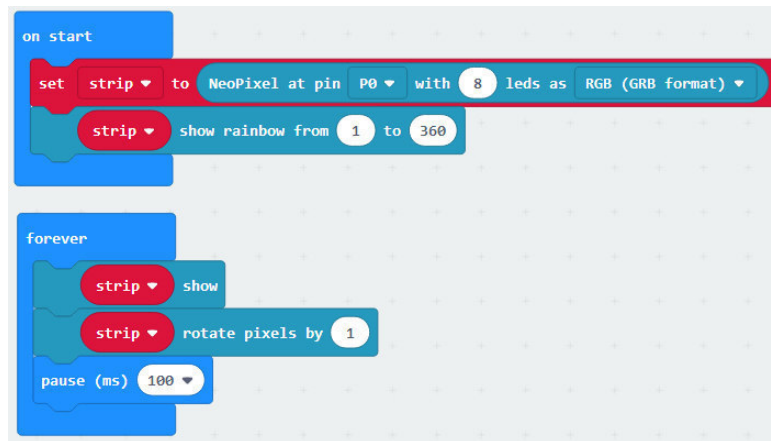 on start
set strip to NeoPixel at pin P0 with 8 leds as RGB (GRB format)
strip show rainbow from 1 to 360
forever
strip show
strip rotate pixels by 1
pause (ms) 100